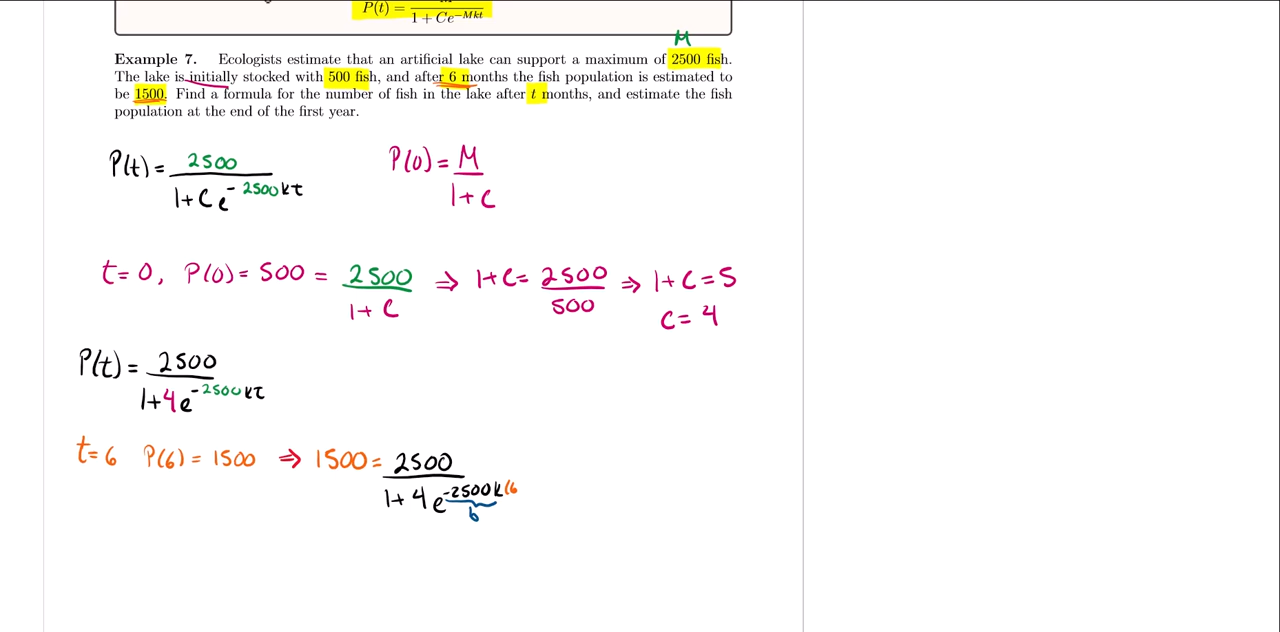 P(t) = / 1 + Ce^{-Mkt}
M
Example 7. Ecologists estimate that an artificial lake can support a maximum of 2500 fish.
The lake is initially stocked with 500 fish, and after 6 months the fish population is estimated to
be 1500. Find a formula for the number of fish in the lake after t months, and estimate the fish
population at the end of the first year.
P(t) = 2500 / 1+Ce^{-2500kt} P(0) = M / 1+C
t=0, P(0) = 500 = 2500 / 1+C ⇒ 1+C = 2500 / 500 ⇒ 1+C=5
C=4
P(t) = 2500 / 1+4e^{-2500kt}
t=6 P(6) = 1500 ⇒ 1500 = 2500 / 1+4e^{-2500k(6}
b